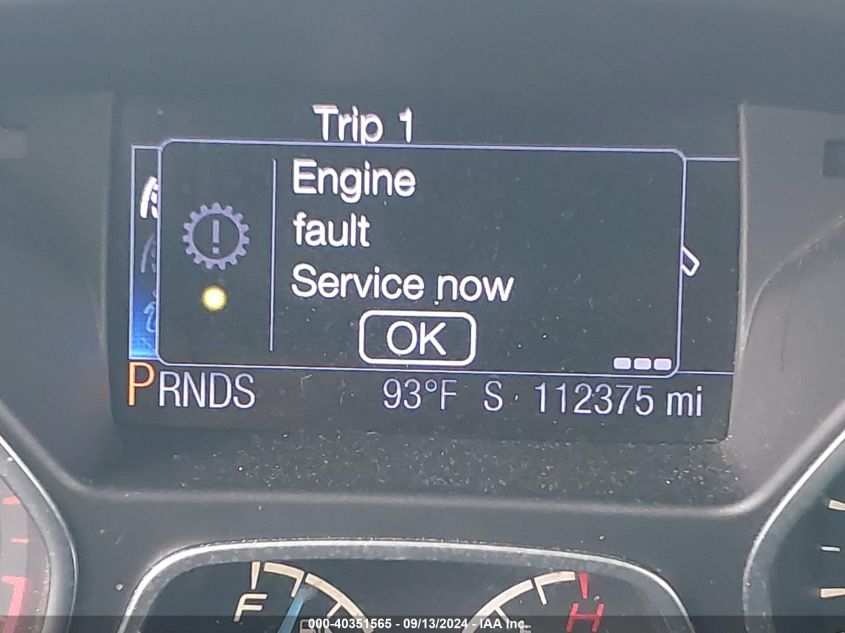 Trip 1
Engine
fault
Service now
OK
PRNDS 93°F S 112375 mi
F H
000-40351565 - 09/13/2024 - IAA Inc.